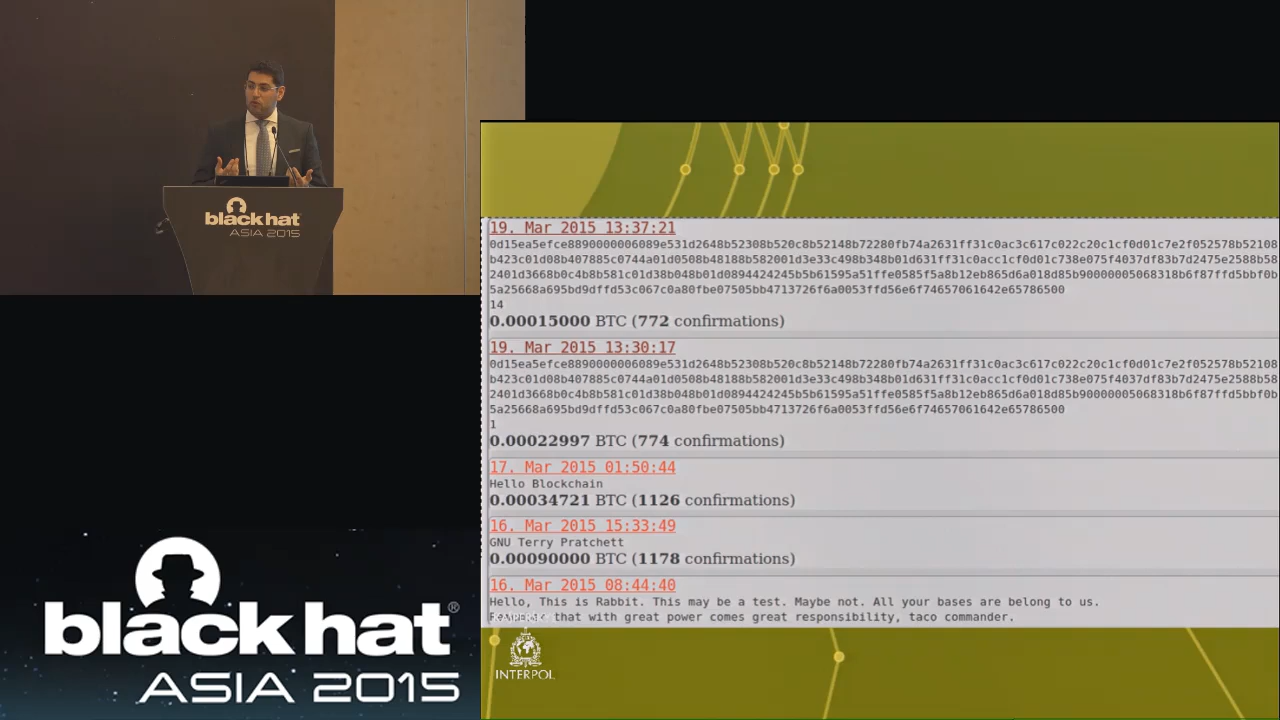 black hat
ASIA 2015
19. Mar 2015 13:37:21
0d15ea5efce8890000006089e531d2648b52308b520c8b52148b72280fb74a2631ff31c0ac3c617c022c20c1cf0d01c7e2f052578b52108
b423c01d08b407885c0744a01d0508b48188b582001d3e33c498b348b01d631ff31c0acc1cf0d01c738e075f4037df83b7d2475e2588b58
2401d3668b0c4b8b581c01d38b048b01d0894424245b5b61595a51ffe0585f5a8b12eb865d6a018d85b90000005068318b6f87ffd5bbf0b
5a25668a695bd9dffd53c067c0a80fbe07505bb4713726f6a0053ffd56e6f74657061642e65786500
14
0.00015000 BTC (772 confirmations)
19. Mar 2015 13:30:17
0d15ea5efce8890000006089e531d2648b52308b520c8b52148b72280fb74a2631ff31c0ac3c617c022c20c1cf0d01c7e2f052578b52108
b423c01d08b407885c0744a01d0508b48188b582001d3e33c498b348b01d631ff31c0acc1cf0d01c738e075f4037df83b7d2475e2588b58
2401d3668b0c4b8b581c01d38b048b01d0894424245b5b61595a51ffe0585f5a8b12eb865d6a018d85b90000005068318b6f87ffd5bbf0b
5a25668a695bd9dffd53c067c0a80fbe07505bb4713726f6a0053ffd56e6f74657061642e65786500
1
0.00022997 BTC (774 confirmations)
17. Mar 2015 01:50:44
Hello Blockchain
0.00034721 BTC (1126 confirmations)
16. Mar 2015 15:33:49
GNU Terry Pratchett
0.00090000 BTC (1178 confirmations)
16. Mar 2015 08:44:40
Hello, This is Rabbit. This may be a test. Maybe not. All your bases are belong to us.
that with great power comes great responsibility, taco commander.
KASPERSKY
INTERPOL
black hat®
ASIA 2015